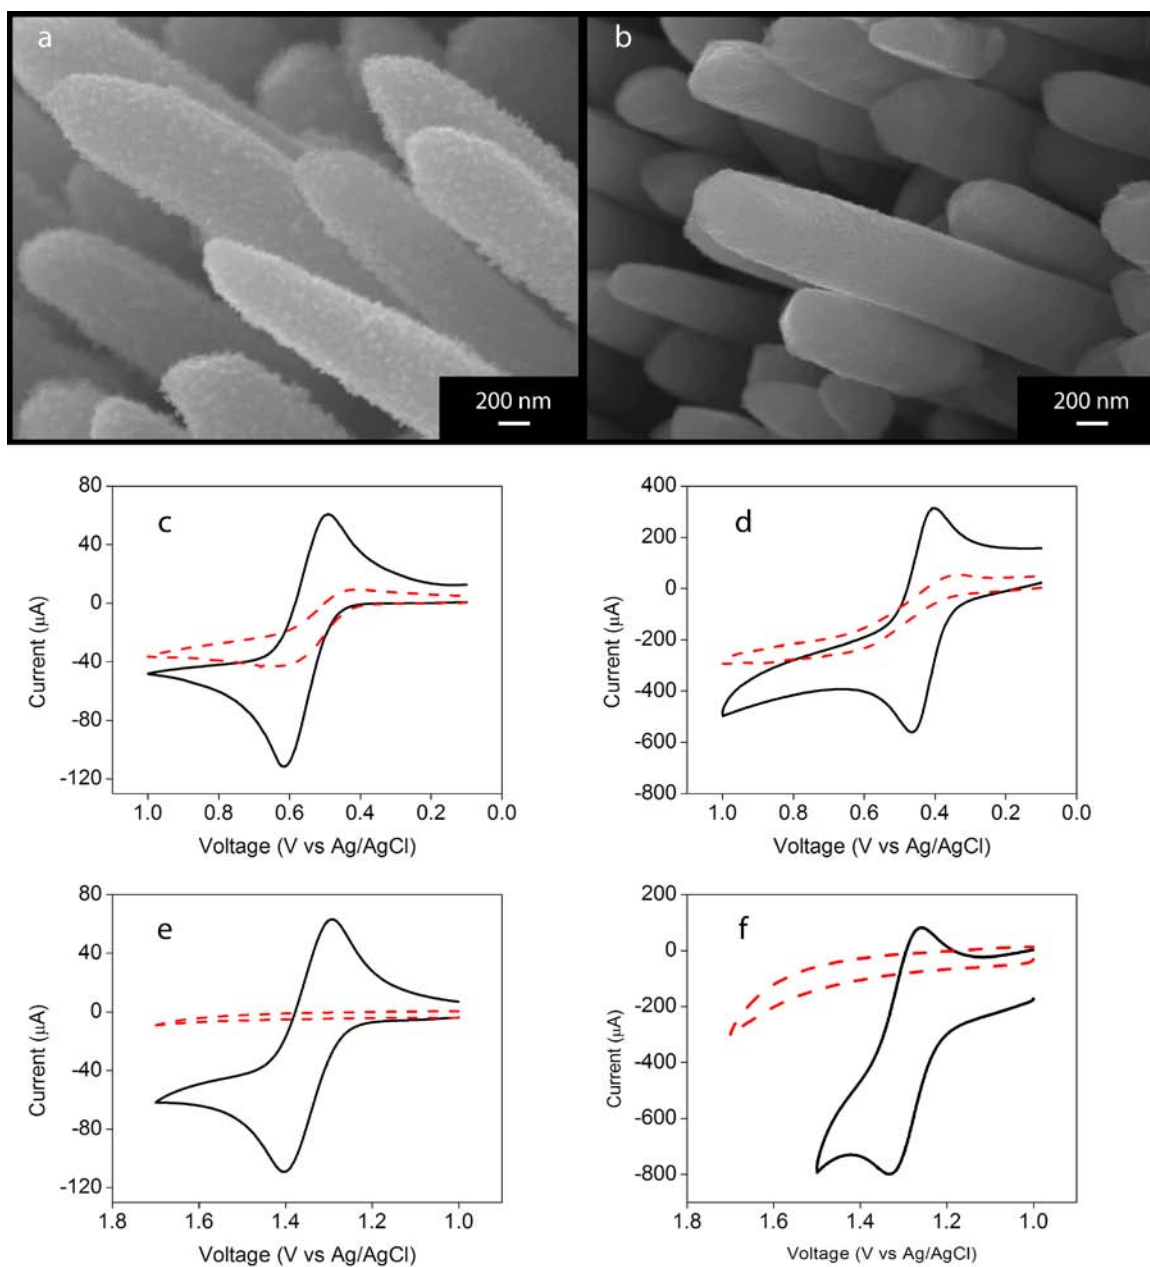 a
b
200 nm
200 nm
c
d
80
40
0
-40
-80
-120
Current (µA)
1.0 0.8 0.6 0.4 0.2 0.0
Voltage (V vs Ag/AgCl)
400
200
0
-200
-400
-600
-800
Current (µA)
1.0 0.8 0.6 0.4 0.2 0.0
Voltage (V vs Ag/AgCl)
e
f
80
40
0
-40
-80
-120
Current (µA)
1.8 1.6 1.4 1.2 1.0
Voltage (V vs Ag/AgCl)
200
0
-200
-400
-600
-800
Current (µA)
1.8 1.6 1.4 1.2 1.0
Voltage (V vs Ag/AgCl)